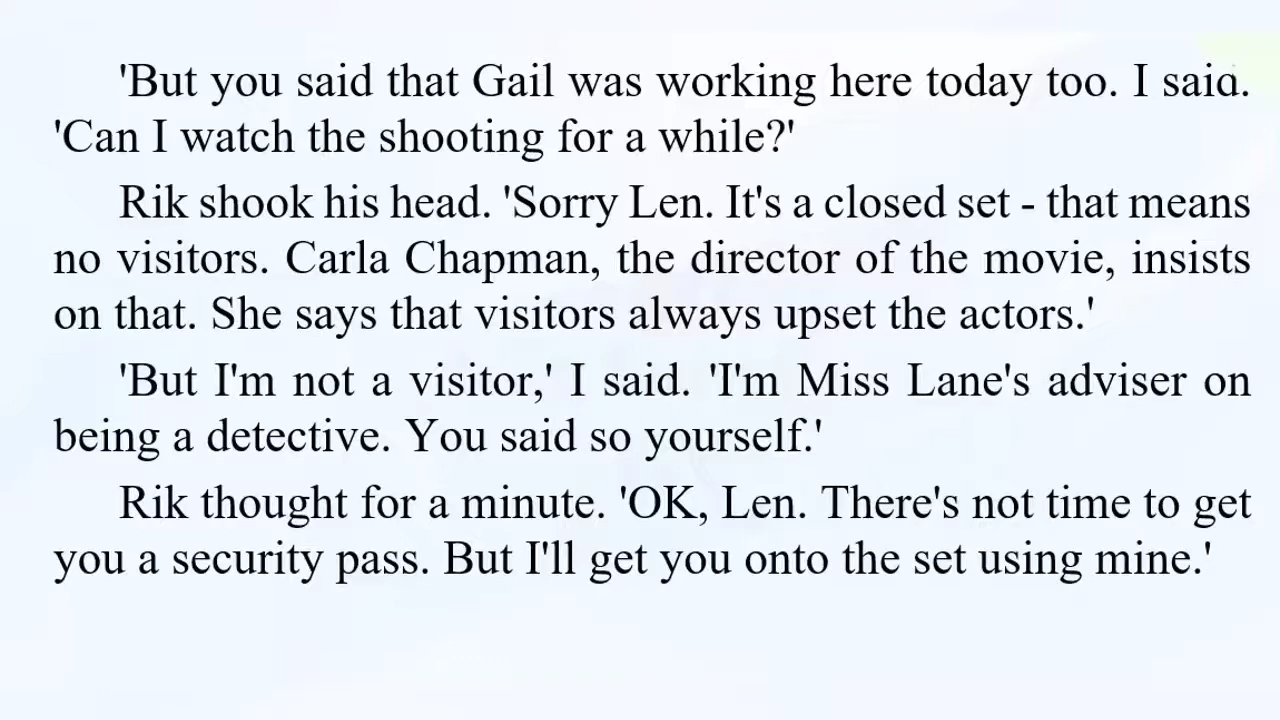 'But you said that Gail was working here today too. I said.
'Can I watch the shooting for a while?'
Rik shook his head. 'Sorry Len. It's a closed set - that means
no visitors. Carla Chapman, the director of the movie, insists
on that. She says that visitors always upset the actors.'
'But I'm not a visitor,' I said. 'I'm Miss Lane's adviser on
being a detective. You said so yourself.'
Rik thought for a minute. 'OK, Len. There's not time to get
you a security pass. But I'll get you onto the set using mine.'